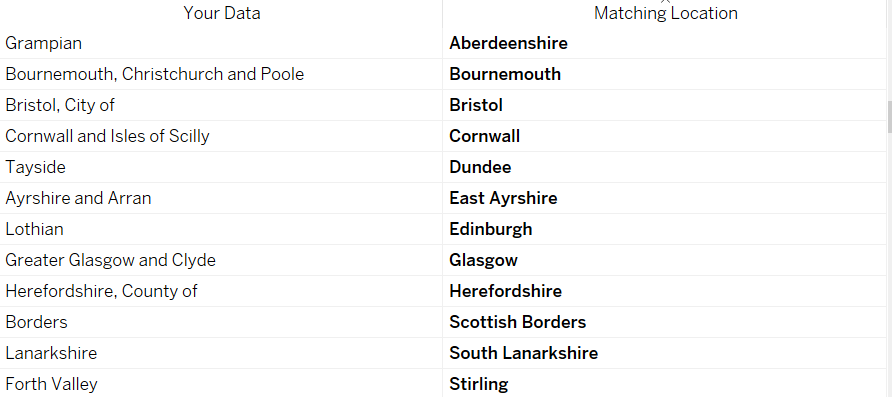 Your Data Matching Location
Grampian Aberdeenshire
Bournemouth, Christchurch and Poole Bournemouth
Bristol, City of Bristol
Cornwall and Isles of Scilly Cornwall
Tayside Dundee
Ayrshire and Arran East Ayrshire
Lothian Edinburgh
Greater Glasgow and Clyde Glasgow
Herefordshire, County of Herefordshire
Borders Scottish Borders
Lanarkshire South Lanarkshire
Forth Valley Stirling